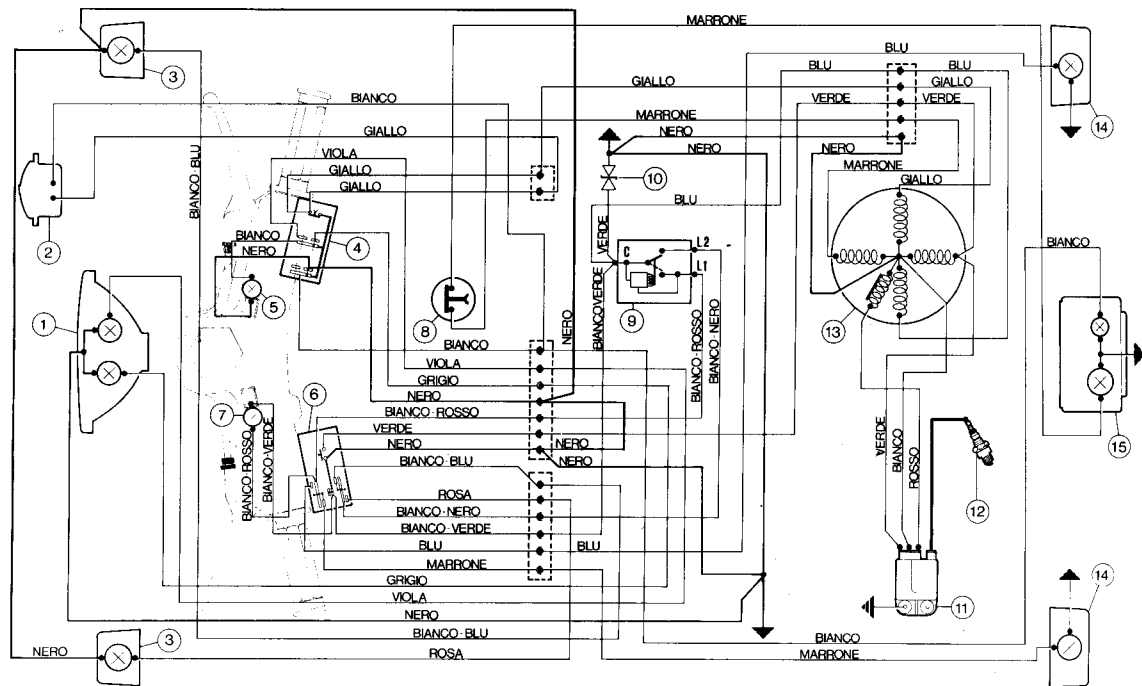 MARRONE
BLU
BLU
BLU
3
GIALLO
GIALLO
BIANCO
VERDE
VERDE
14
MARRONE
GIALLO
NERO
NERO
NERO
VIOLA
MARRONE
GIALLO
10
GIALLO
GIALLO
BLU
BIANCO-BLU
2
4
BIANCO
VERDE
BIANCO
NERO
C
L2
L1
5
1
8
9
13
BIANCO-VERDE
NERO
BIANCO
BIANCO-ROSSO
BIANCO-NERO
VIOLA
GRIGIO
6
NERO
7
BIANCO-ROSSO
VERDE
NERO
NERO
BIANCO-BLU
NERO
15
BIANCO-ROSSO
BIANCO-VERDE
VERDE
BIANCO
ROSSO
12
ROSA
BIANCO-NERO
BIANCO-VERDE
BLU
BLU
MARRONE
GRIGIO
VIOLA
14
NERO
11
3
BIANCO-BLU
BIANCO
NERO
ROSA
MARRONE